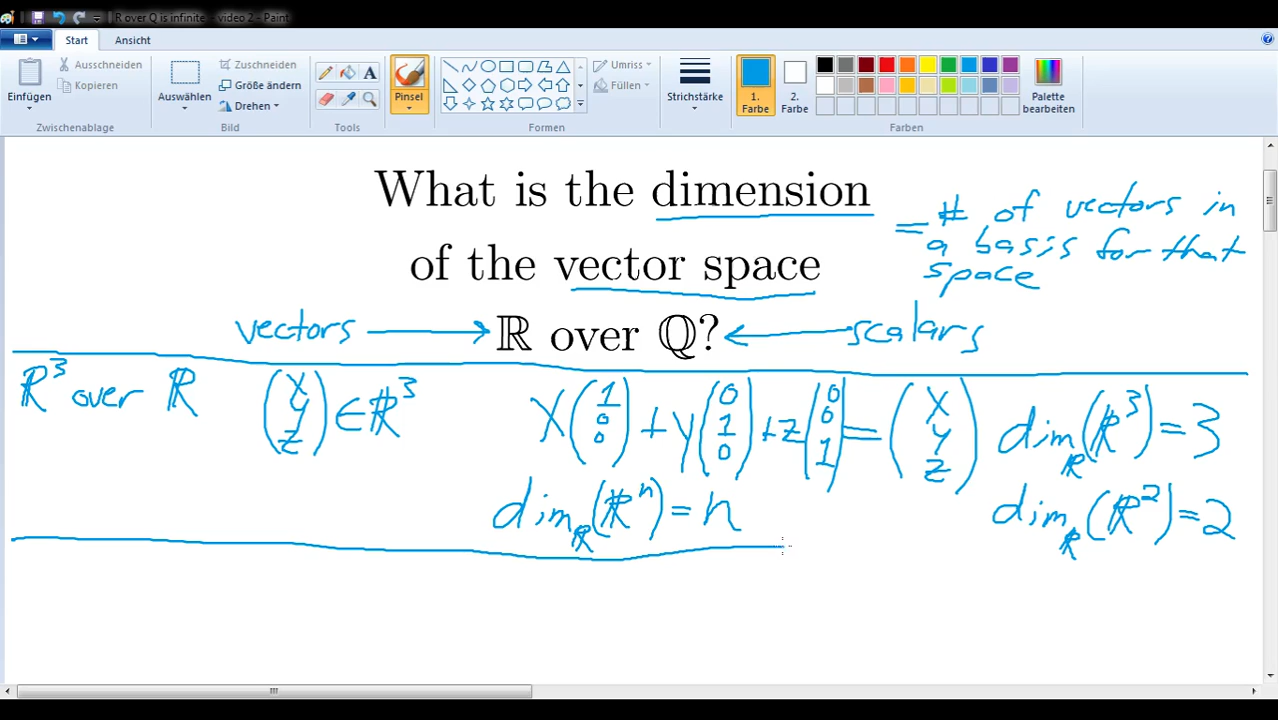 R over Q is infinite - video 2 - Paint
Start Ansicht
Einfügen
Ausschneiden
Kopieren
Zwischenablage
Auswählen
Zuschneiden
Größe ändern
Drehen
Bild
A
Pinsel
Tools
Umriss
Füllen
Formen
Strichstärke
1.
Farbe
2.
Farbe
Palette
bearbeiten
Farben
What is the dimension
= # of vectors in
a basis for that
space
of the vector space
vectors → ℝ over ℚ? ← scalars
ℝ³ over ℝ (x y z) ∈ ℝ³ x(1 0 0) + y(0 1 0) + z(0 0 1) = (x y z) dim_ℝ(ℝ³) = 3
dim_ℝ(ℝⁿ) = n dim_ℝ(ℝ²) = 2